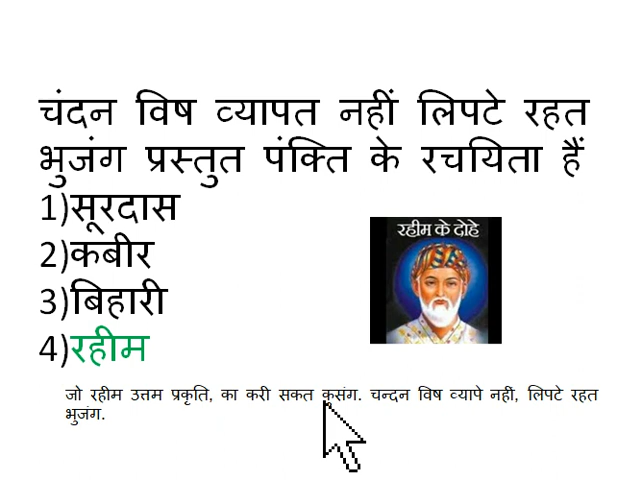 चंदन विष व्यापत नहीं लिपटे रहत
भुजंग प्रस्तुत पंक्ति के रचयिता हैं
1)सूरदास
2)कबीर
3)बिहारी
4)रहीम
रहीम के दोहे
जो रहीम उत्तम प्रकृति, का करी सकत कुसंग. चन्दन विष व्यापे नहीं, लिपटे रहत
भुजंग.